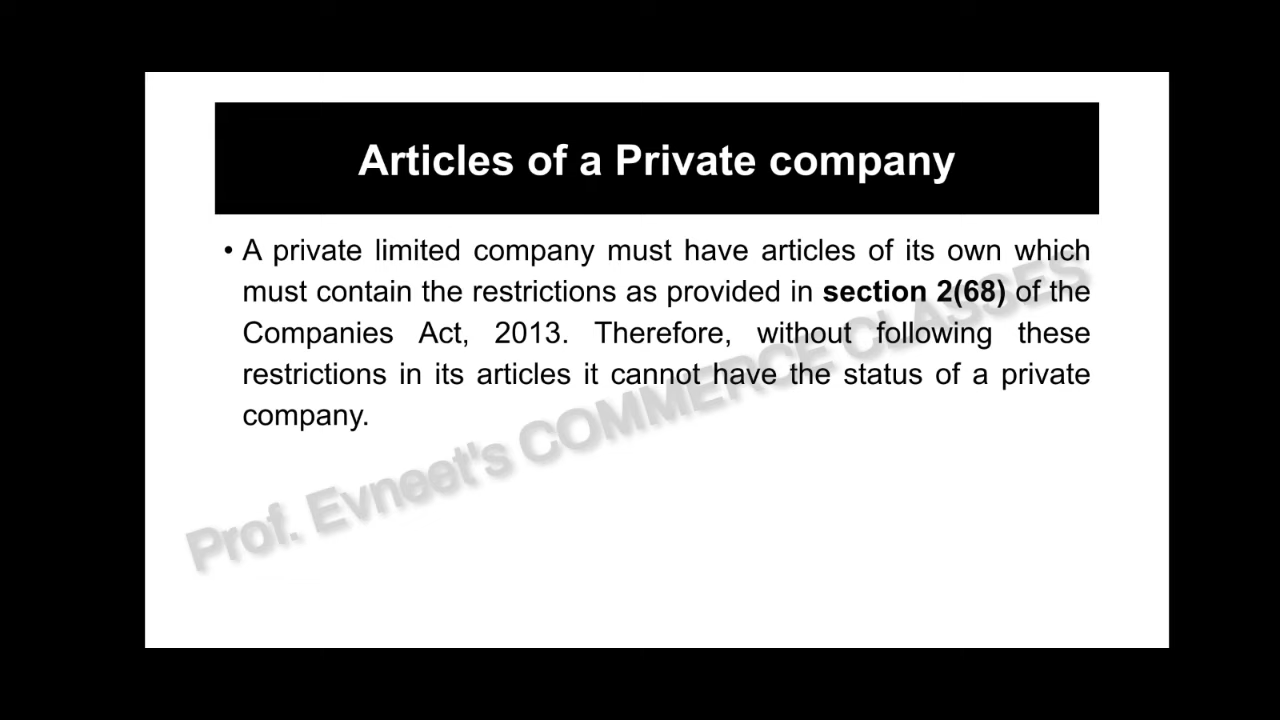 Articles of a Private company
• A private limited company must have articles of its own which
must contain the restrictions as provided in section 2(68) of the
Companies Act, 2013. Therefore, without following these
restrictions in its articles it cannot have the status of a private
company.
Prof. Evneet's COMMERCE CLASSES